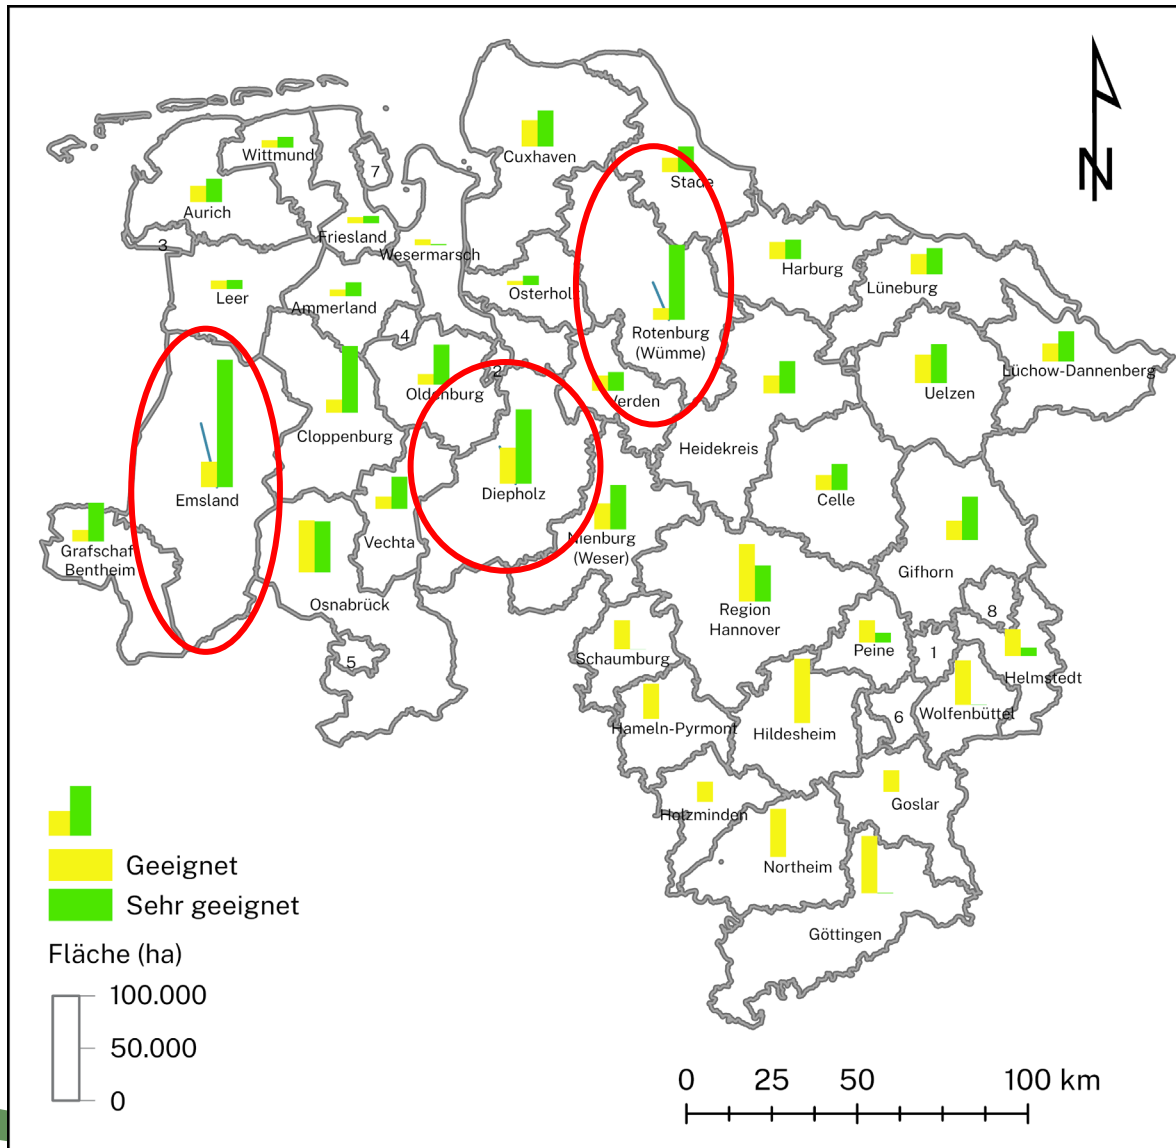 N
Cuxhaven
Stade
Wittmund
7
Aurich
3
Friesland
Wesermarsch
Harburg
Lüneburg
Leer
Ammerland
Osterhol
Rotenburg
(Wümme)
4
2
Lüchow-Dannenberg
Oldenburg
Verden
Uelzen
Cloppenburg
Heidekreis
Emsland
Diepholz
Celle
Grafschaf
Bentheim
Vechta
Nienburg
(Weser)
Gifhorn
Osnabrück
Region
Hannover
8
5
Schaumburg
Peine
1
Helmstedt
Hameln-Pyrmont
Hildesheim
6
Wolfenbüttel
Holzminden
Goslar
Northeim
Göttingen
Geeignet
Sehr geeignet
Fläche (ha)
100.000
50.000
0
0 25 50 100 km